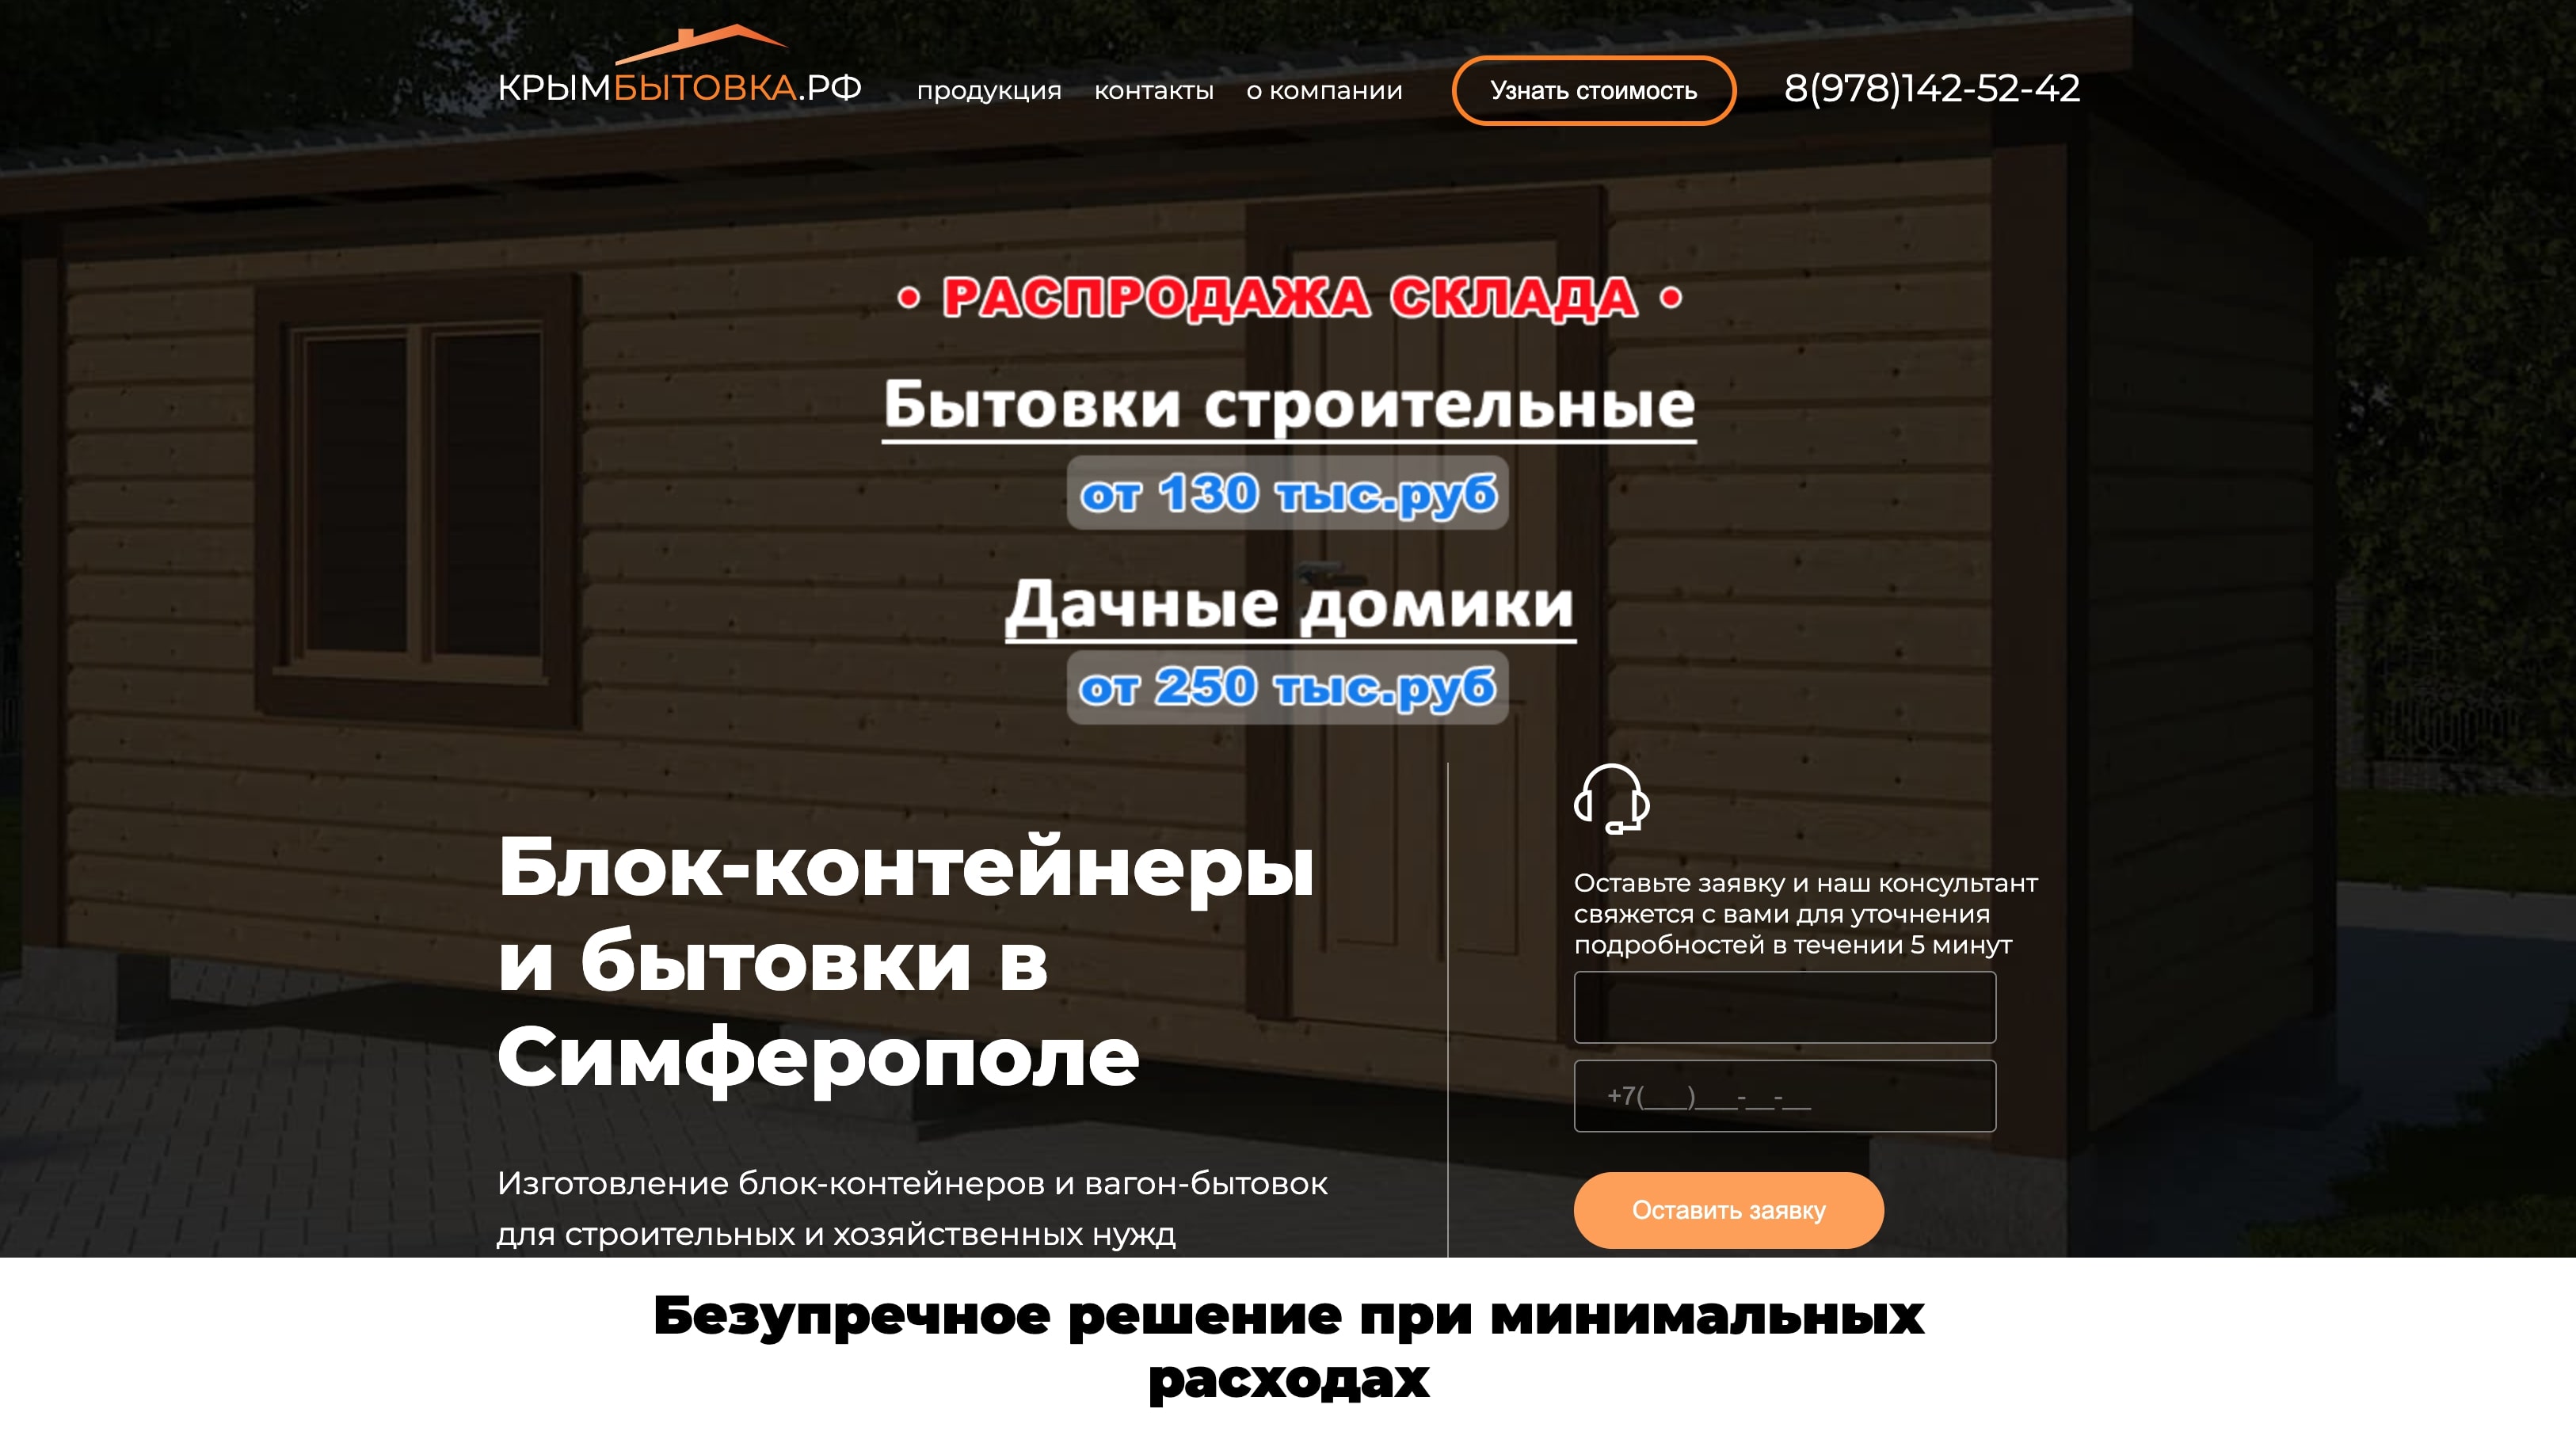 КРЫМБЫТОВКА.РФ
продукция контакты о компании
Узнать стоимость
8(978)142-52-42
• РАСПРОДАЖА СКЛАДА •
Бытовки строительные
от 130 тыс.руб
Дачные домики
от 250 тыс.руб
Блок-контейнеры
и бытовки в
Симферополе
Изготовление блок-контейнеров и вагон-бытовок
для строительных и хозяйственных нужд
Оставьте заявку и наш консультант
свяжется с вами для уточнения
подробностей в течении 5 минут
+7(___)___-__-__
Оставить заявку
Безупречное решение при минимальных
расходах